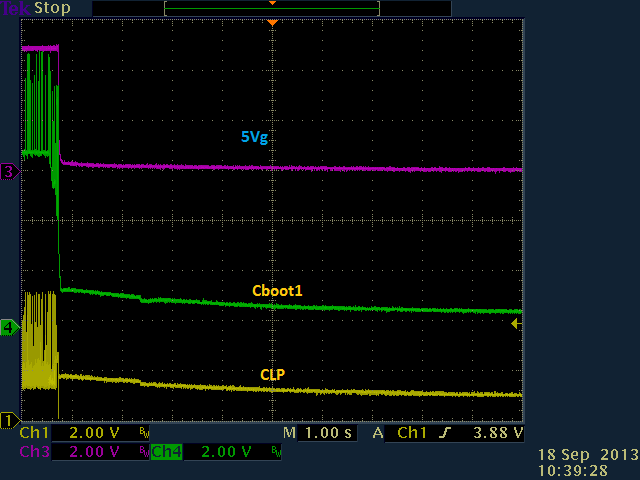 Tek Stop
3
5Vg
Cboot1
4
CLP
1
Ch1 2.00 V BW M 1.00 s A Ch1 3.88 V
Ch3 2.00 V BW Ch4 2.00 V BW
18 Sep 2013
10:39:28